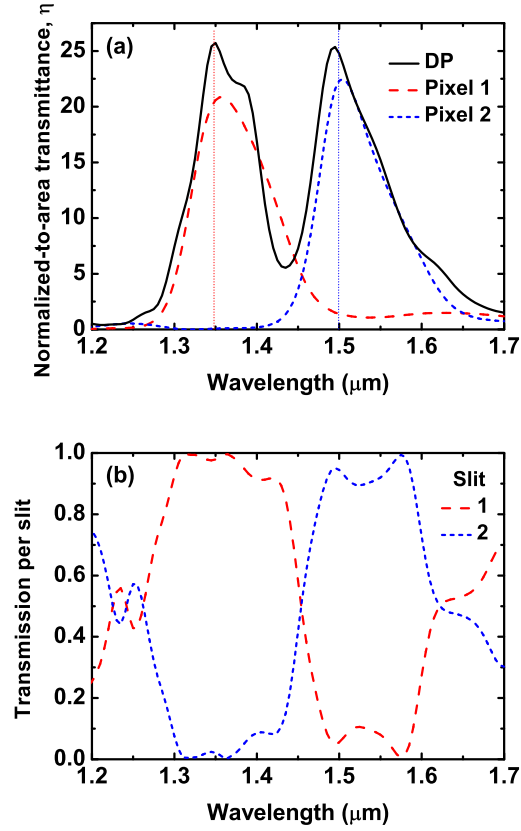 Normalized-to-area transmittance, η
25
20
15
10
5
0
(a)
DP
Pixel 1
Pixel 2
1.2 1.3 1.4 1.5 1.6 1.7
Wavelength (μm)
Transmission per slit
1.0
0.8
0.6
0.4
0.2
0.0
(b)
Slit
1
2
1.2 1.3 1.4 1.5 1.6 1.7
Wavelength (μm)